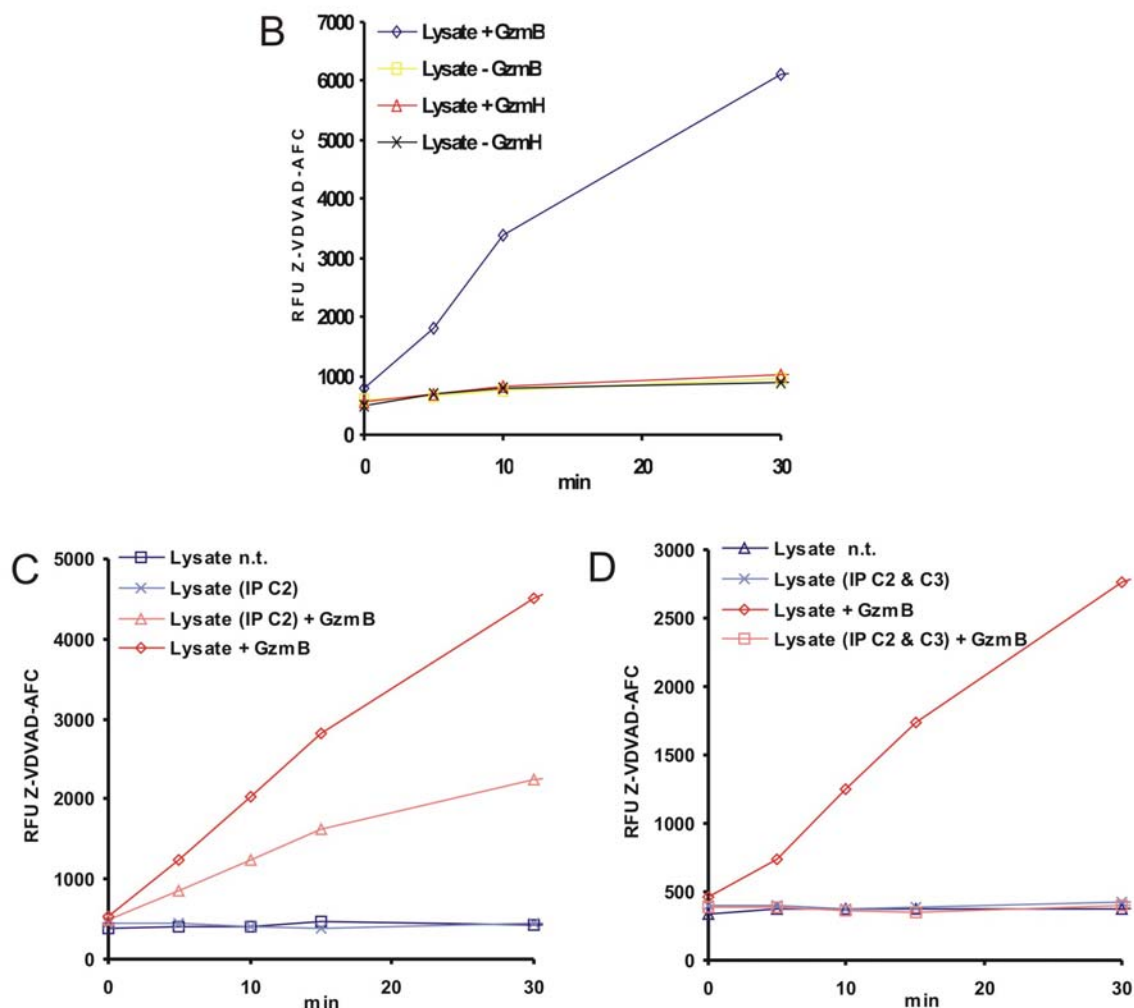 B
7000
6000
5000
4000
3000
2000
1000
0
RFU Z-VDVAD-AFC
Lysate + GzmB
Lysate - GzmB
Lysate + GzmH
Lysate - GzmH
0 10 20 30
min
C
5000
4000
3000
2000
1000
0
RFU Z-VDVAD-AFC
Lysate n.t.
Lysate (IP C2)
Lysate (IP C2) + GzmB
Lysate + GzmB
0 10 20 30
min
D
3000
2500
2000
1500
1000
500
0
RFU Z-VDVAD-AFC
Lysate n.t.
Lysate (IP C2 & C3)
Lysate + GzmB
Lysate (IP C2 & C3) + GzmB
0 10 20 30
min